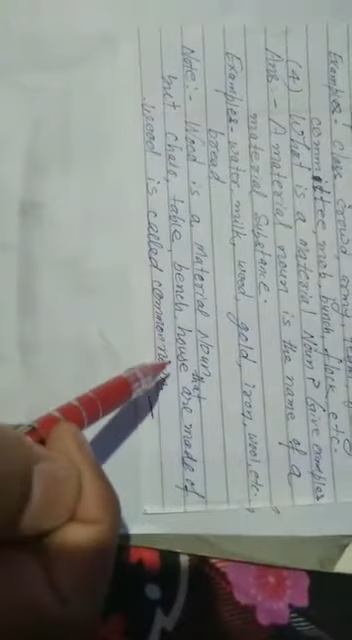 Examples - class, crowd, army,
committee, mob, bunch, flock, etc.
(4) What is a material Noun? Give examples
Ans:- A material noun is the name of a
material substance.
Examples - water, milk, wood, gold, iron, wool, etc.,
bread
Note:- Wood is a material Noun
that
but chair, table, bench, house are made of
wood is called common